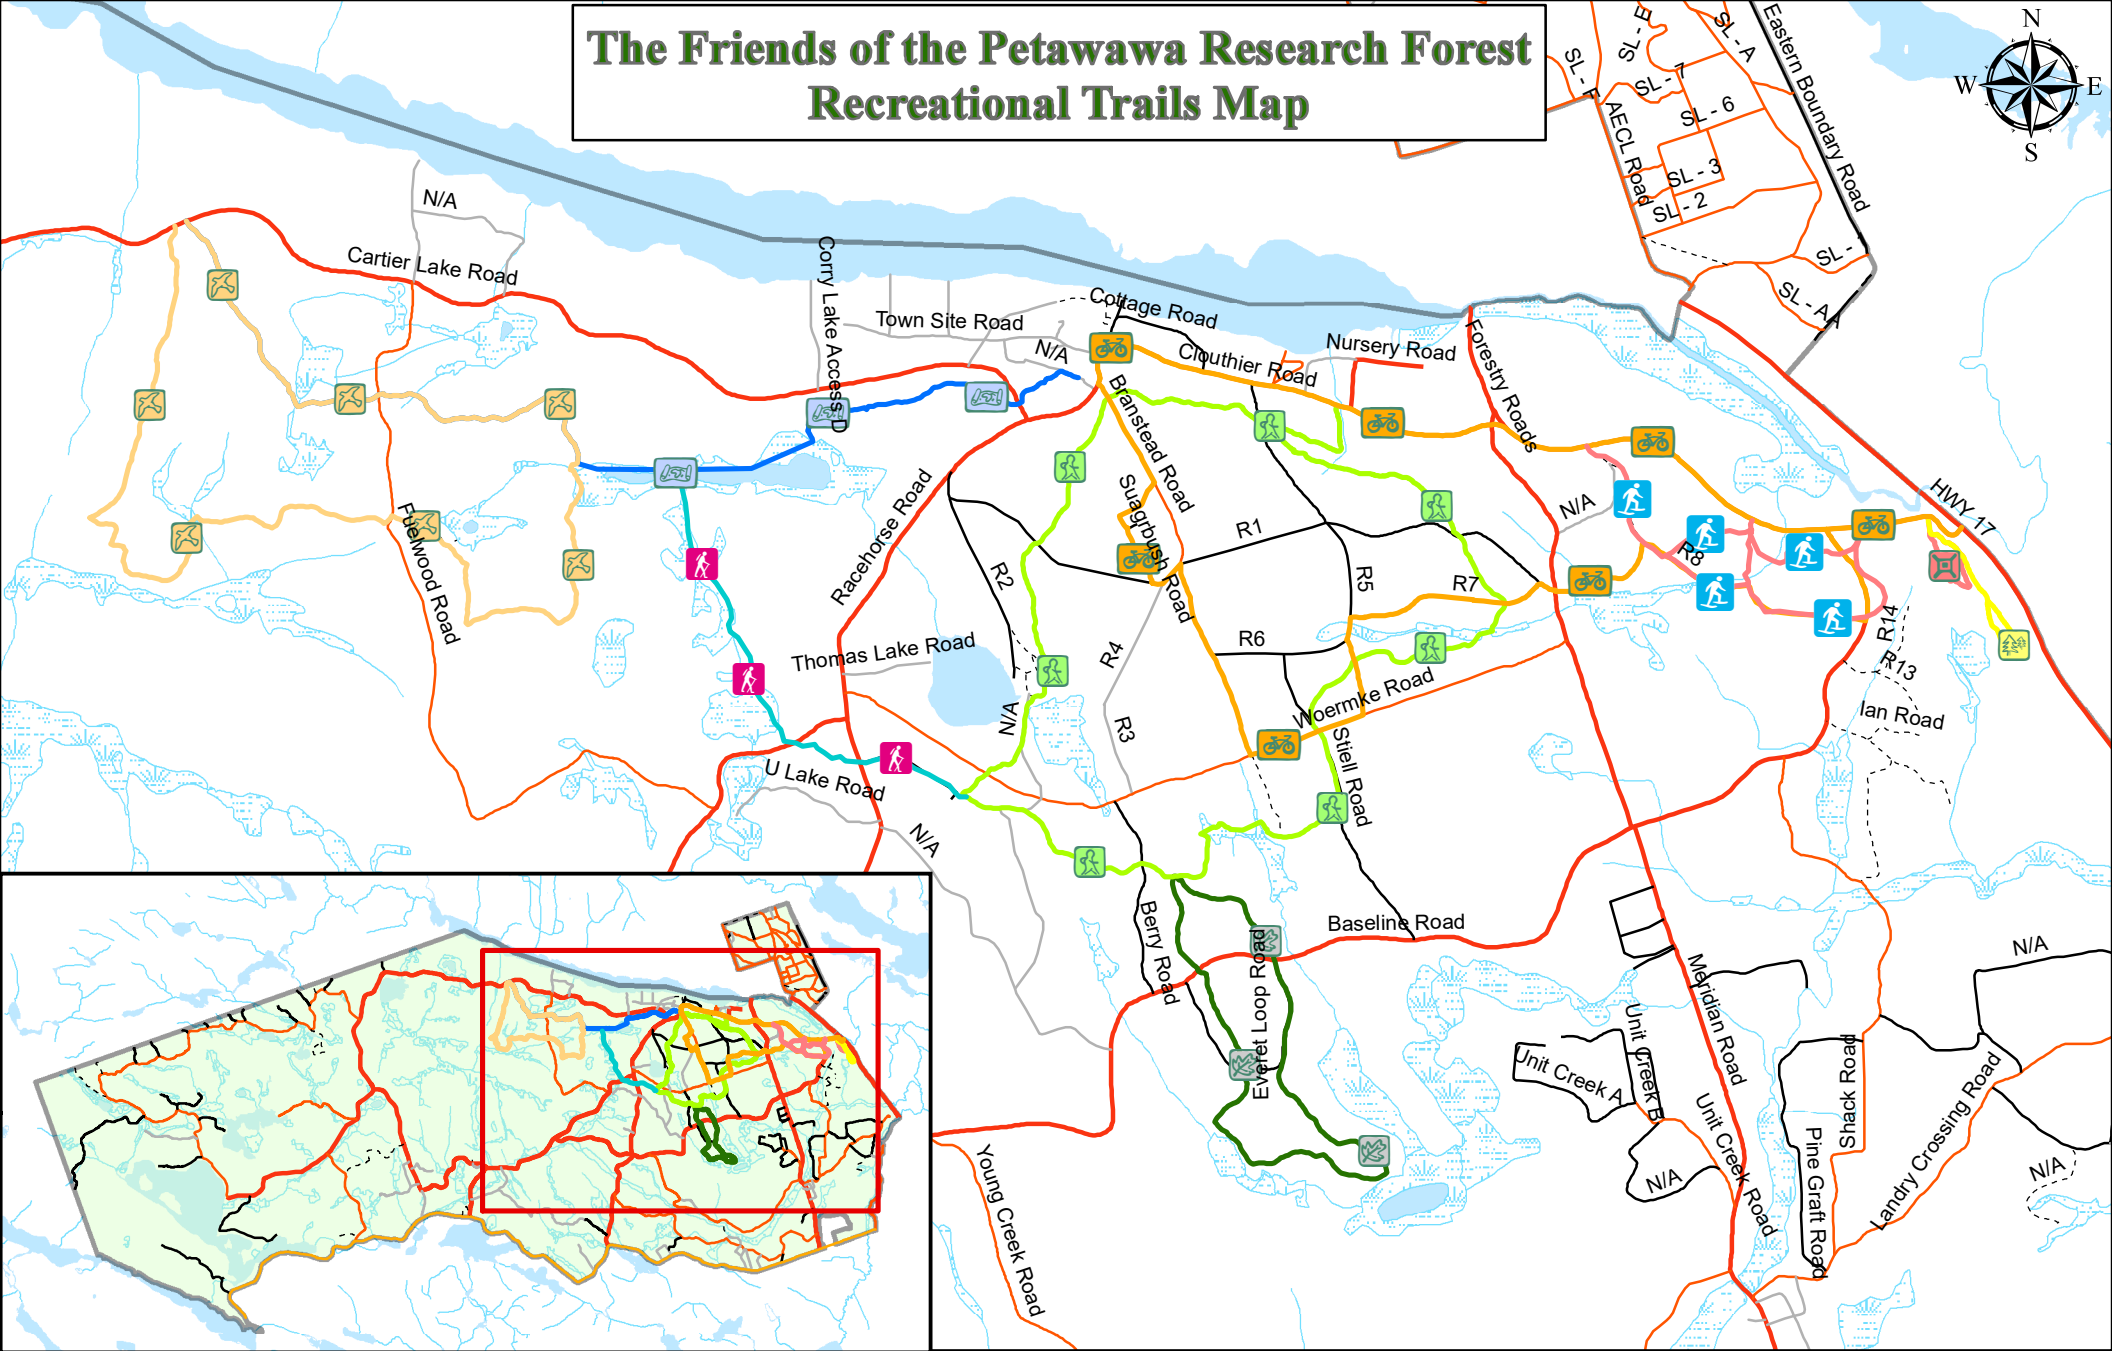 The Friends of the Petawawa Research Forest
Recreational Trails Map
N
W
E
S
SL - F
SL - E
SL - A
Eastern Boundary Road
SL - 7
SL - 6
AECL Road
SL - 3
SL - 2
SL -
SL - AA
N/A
Cartier Lake Road
Corry Lake Access D
Town Site Road
Cottage Road
N/A
Clouthier Road
Nursery Road
Forestry Roads
Branstead Road
Suagrbush Road
HWY 17
N/A
Racehorse Road
Fuelwood Road
R1
R2
R5
R7
R8
R14
R13
R6
R4
R3
Thomas Lake Road
N/A
Woermke Road
Ian Road
Stiell Road
U Lake Road
N/A
Baseline Road
Berry Road
Everet Loop Road
Meridian Road
N/A
Unit Creek A
Unit Creek B
Unit Creek Road
N/A
Shack Road
Pine Graft Road
Landry Crossing Road
N/A
Young Creek Road